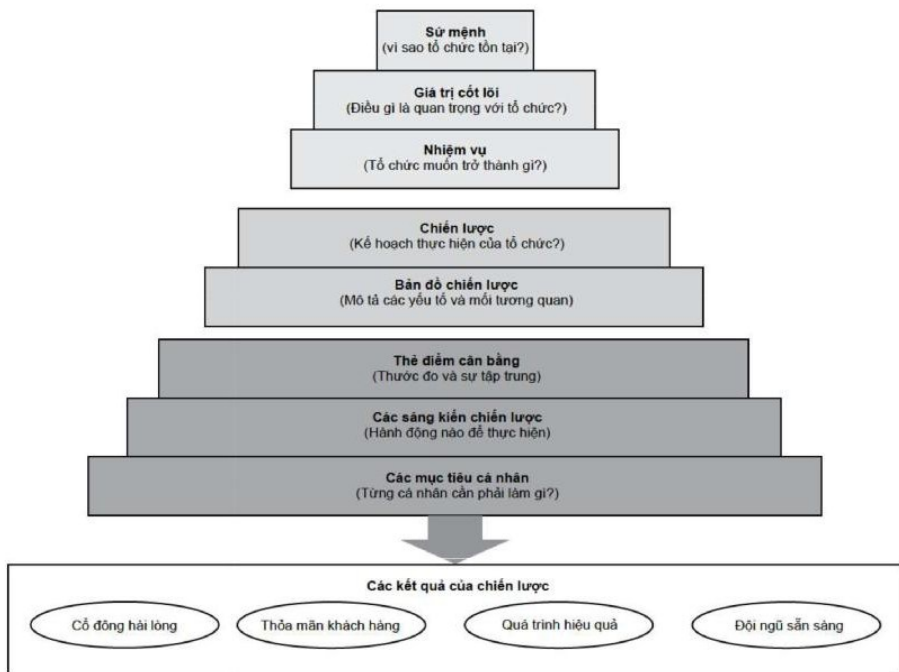 Sứ mệnh
(vì sao tổ chức tồn tại?)
Giá trị cốt lõi
(Điều gì là quan trọng với tổ chức?)
Nhiệm vụ
(Tổ chức muốn trở thành gì?)
Chiến lược
(Kế hoạch thực hiện của tổ chức?)
Bản đồ chiến lược
(Mô tả các yếu tố và mối tương quan)
Thẻ điểm cân bằng
(Thước đo và sự tập trung)
Các sáng kiến chiến lược
(Hành động nào để thực hiện)
Các mục tiêu cá nhân
(Từng cá nhân cần phải làm gì?)
Các kết quả của chiến lược
Cổ đông hài lòng
Thỏa mãn khách hàng
Quá trình hiệu quả
Đội ngũ sẵn sàng